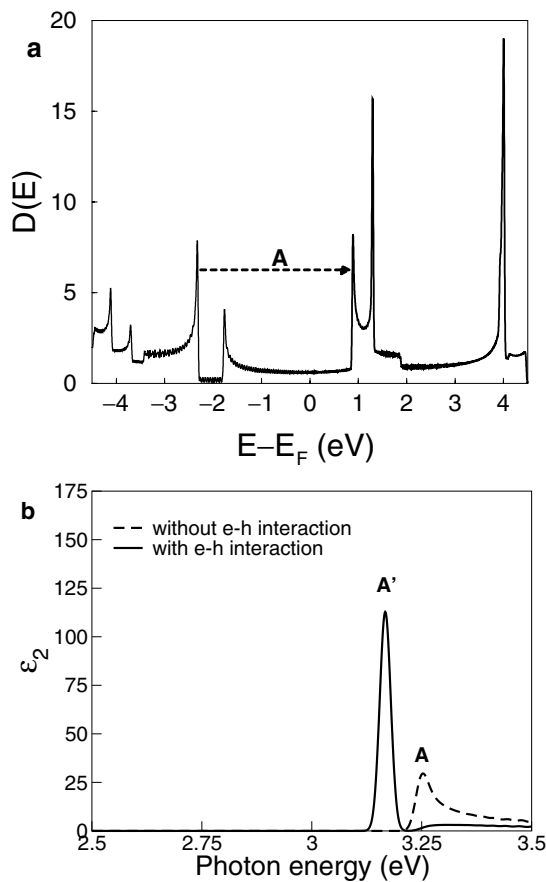 a
20
15
10
5
0
D(E)
A
−4 −3 −2 −1 0 1 2 3 4
E−E_F (eV)
b
175
150
125
100
75
50
25
0
ε_2
without e-h interaction
with e-h interaction
A'
A
2.5 2.75 3 3.25 3.5
Photon energy (eV)